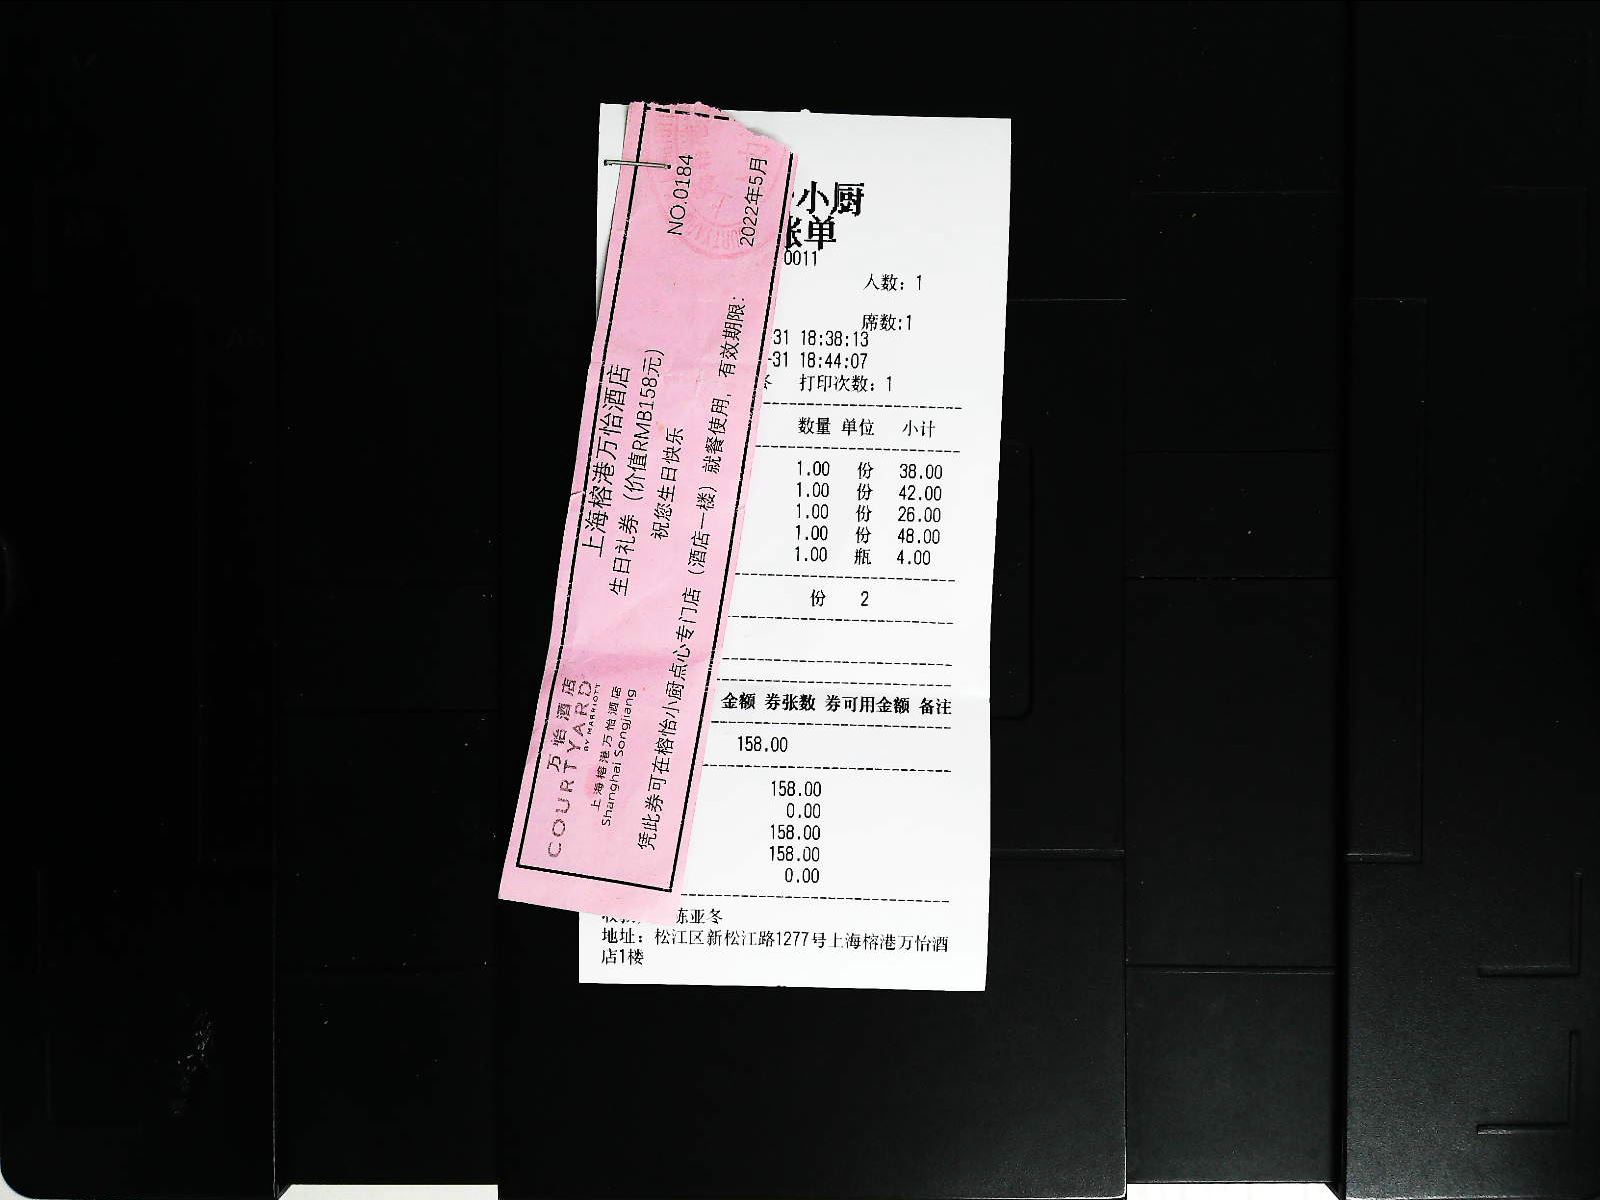 NO.0184
上海榕港万怡酒店
生日礼券（价值RMB158元）
祝您生日快乐
凭此券可在榕怡小厨点心专门店（酒店一楼）就餐使用，有效期限：
2022年5月
万怡酒店
COURTYARD
BY MARRIOTT
上海榕港万怡酒店
Shanghai Songjiang
小厨
账单
0011
人数：1
席数:1
31 18:38:13
-31 18:44:07
打印次数：1
数量 单位 小计
1.00 份 38.00
1.00 份 42.00
1.00 份 26.00
1.00 份 48.00
1.00 瓶 4.00
份 2
金额 券张数 券可用金额 备注
158.00
158.00
0.00
158.00
158.00
0.00
陈亚冬
地址：松江区新松江路1277号上海榕港万怡酒
店1楼